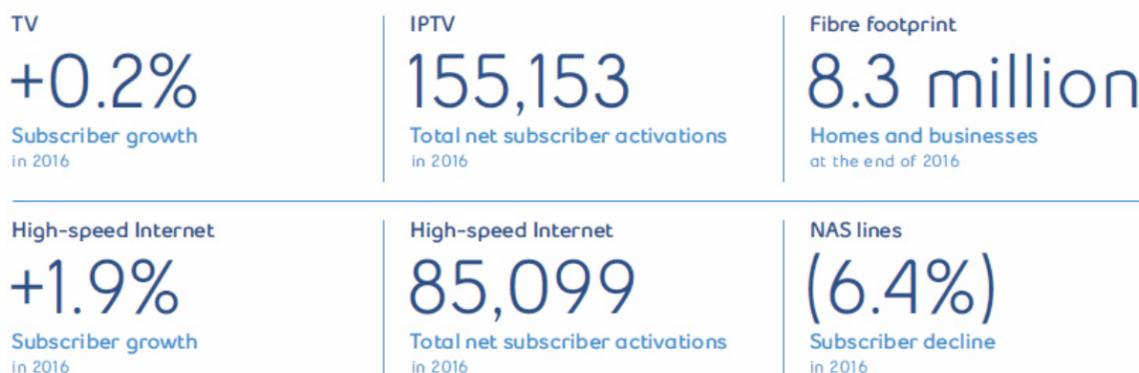 TV
+0.2%
Subscriber growth
in 2016
IPTV
155,153
Total net subscriber activations
in 2016
Fibre footprint
8.3 million
Homes and businesses
at the end of 2016
High-speed Internet
+1.9%
Subscriber growth
in 2016
High-speed Internet
85,099
Total net subscriber activations
in 2016
NAS lines
(6.4%)
Subscriber decline
in 2016